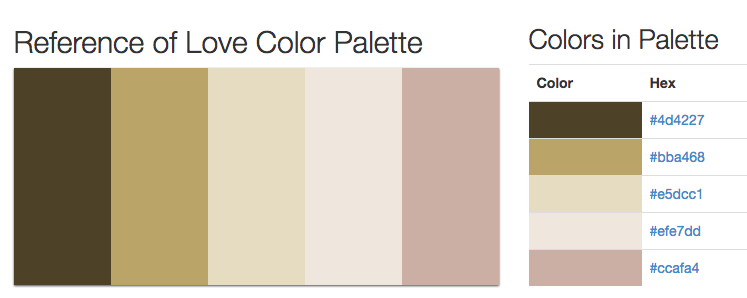 Reference of Love Color Palette
Colors in Palette
Color Hex
#4d4227
#bba468
#e5dcc1
#efe7dd
#ccafa4